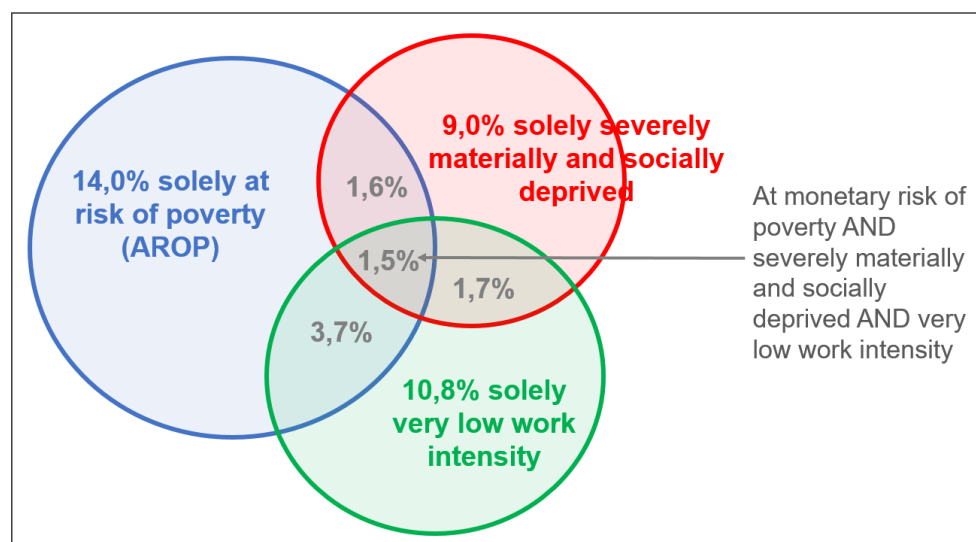 9,0% solely severely
materially and socially
deprived
14,0% solely at
risk of poverty
(AROP)
1,6%
1,5%
1,7%
3,7%
10,8% solely
very low work
intensity
At monetary risk of
poverty AND
severely materially
and socially
deprived AND very
low work intensity